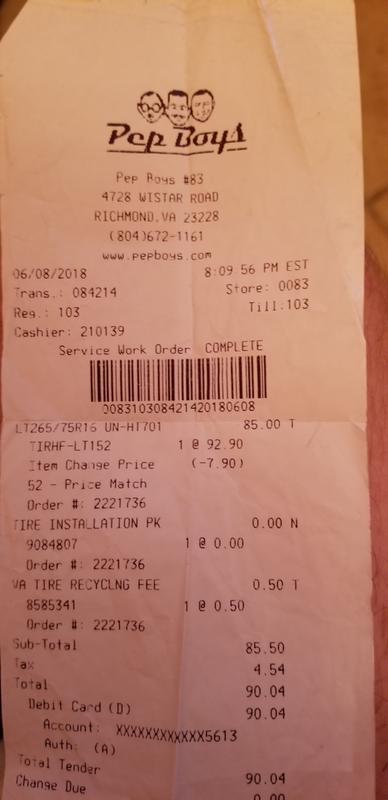 Pep Boys
Pep Boys #83
4728 WISTAR ROAD
RICHMOND,VA 23228
(804)672-1161
www.pepboys.com
06/08/2018 8:09 56 PM EST
Trans.: 084214 Store: 0083
Reg.: 103 Till:103
Cashier: 210139
Service Work Order COMPLETE
00831030842142018​0608
LT265/75R16 UN-HT701 85.00 T
TIRHF-LT152 1 @ 92.90
Item Change Price (-7.90)
52 - Price Match
Order #: 2221736
TIRE INSTALLATION PK 0.00 N
9084807 1 @ 0.00
Order #: 2221736
VA TIRE RECYCLNG FEE 0.50 T
8585341 1 @ 0.50
Order #: 2221736
Sub-Total 85.50
Tax 4.54
Total 90.04
Debit Card (D) 90.04
Account: XXXXXXXXXXXX5613
Auth: (A)
Total Tender 90.04
Change Due 0.00